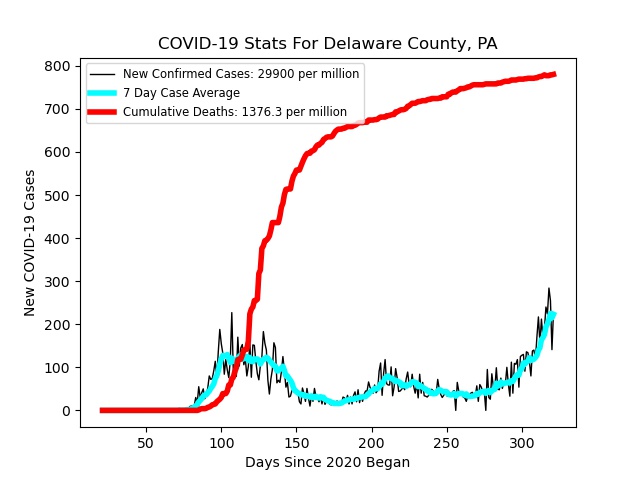 COVID-19 Stats For Delaware County, PA
New Confirmed Cases: 29900 per million
7 Day Case Average
Cumulative Deaths: 1376.3 per million
New COVID-19 Cases
800
700
600
500
400
300
200
100
0
50 100 150 200 250 300
Days Since 2020 Began